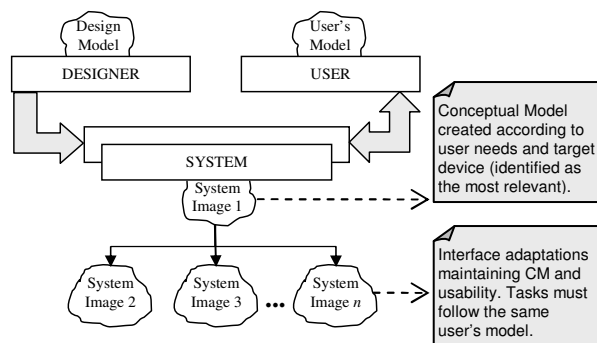 Design
Model
User's
Model
DESIGNER
USER
SYSTEM
System
Image 1
System
Image 2
System
Image 3
...
System
Image n
Conceptual Model
created according to
user needs and target
device (identified as
the most relevant).
Interface adaptations
maintaining CM and
usability. Tasks must
follow the same
user's model.